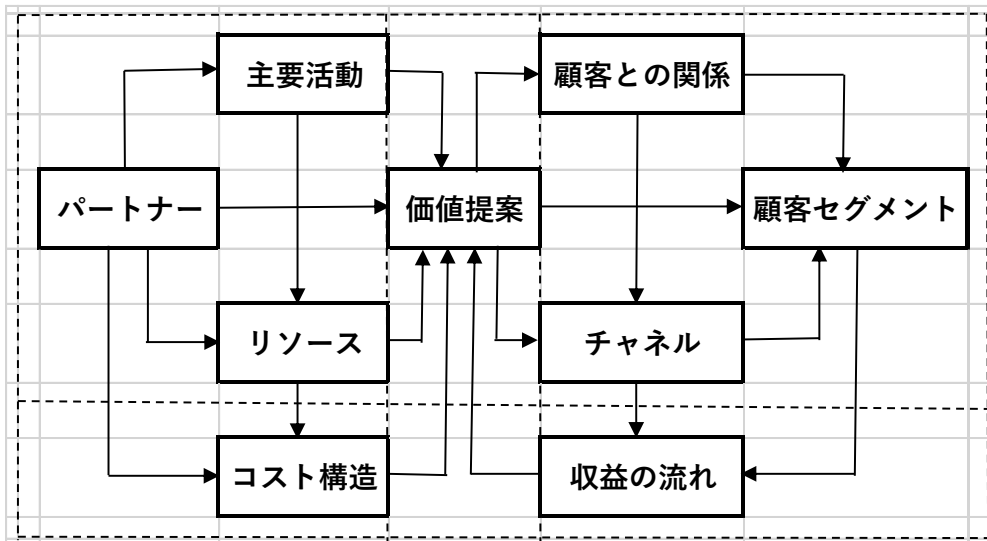 主要活動
顧客との関係
パートナー
価値提案
顧客セグメント
リソース
チャネル
コスト構造
収益の流れ